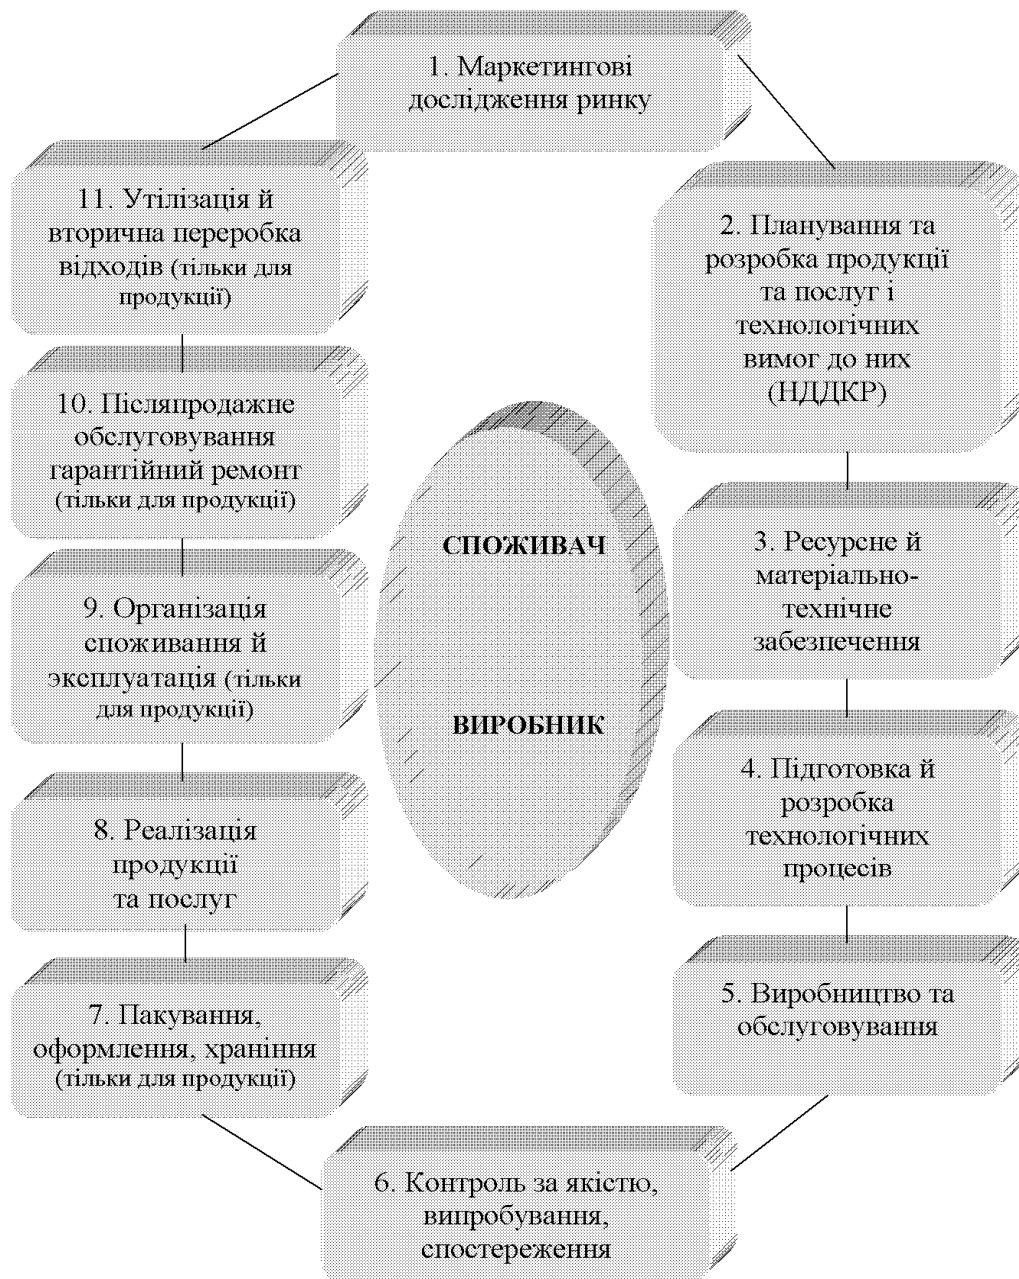 1. Маркетингові
дослідження ринку
2. Планування та
розробка продукції
та послуг і
технологічних
вимог до них
(НДДКР)
3. Ресурсне й
матеріально-
технічне
забезпечення
4. Підготовка й
розробка
технологічних
процесів
5. Виробництво та
обслуговування
6. Контроль за якістю,
випробування,
спостереження
7. Пакування,
оформлення, храніння
(тільки для продукції)
8. Реалізація
продукції
та послуг
9. Організація
споживання й
эксплуатація (тільки
для продукції)
10. Післяпродажне
обслуговування
гарантійний ремонт
(тільки для продукції)
11. Утілізація й
вторична переробка
відходів (тільки для
продукції)
СПОЖИВАЧ
ВИРОБНИК